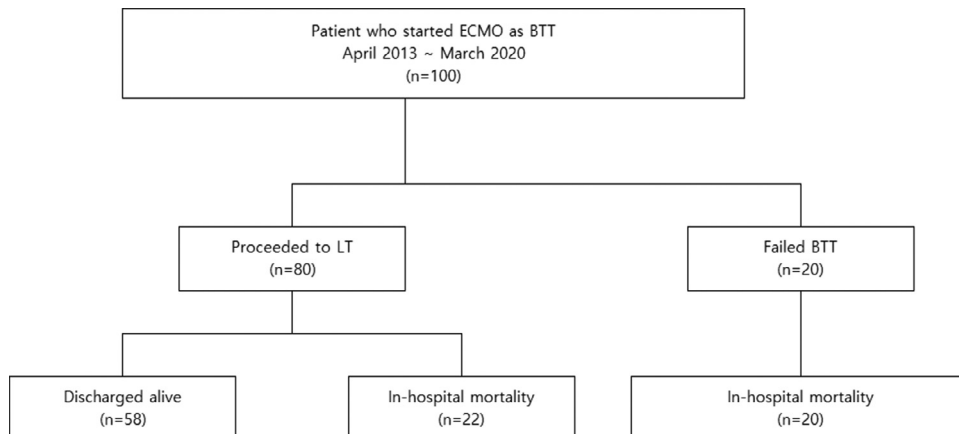 Patient who started ECMO as BTT
April 2013 ~ March 2020
(n=100)
Proceeded to LT
(n=80)
Failed BTT
(n=20)
Discharged alive
(n=58)
In-hospital mortality
(n=22)
In-hospital mortality
(n=20)